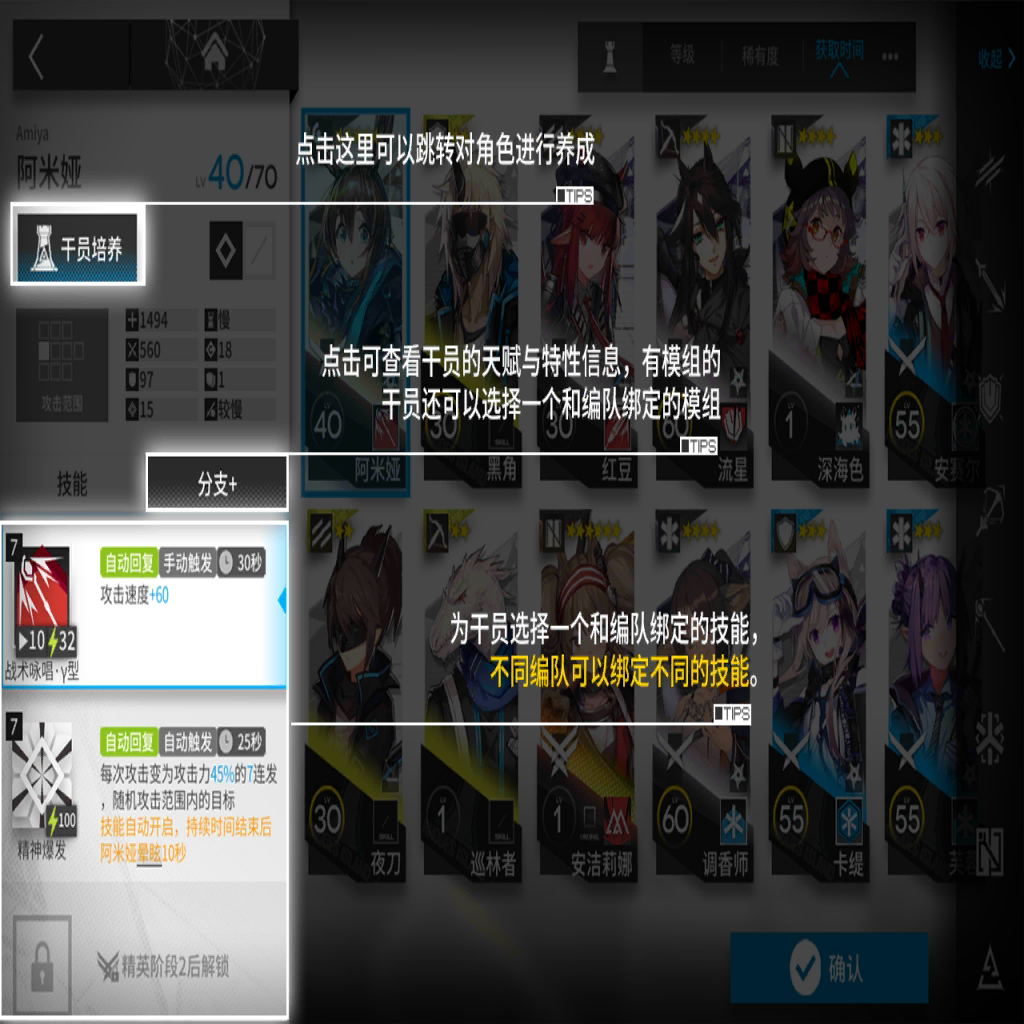 等级
稀有度
获取时间
收起
Amiya
阿米娅
LV 40/70
点击这里可以跳转对角色进行养成
TIPS
干员培养
1494
慢
560
18
97
1
15
较慢
攻击范围
点击可查看干员的天赋与特性信息，有模组的
干员还可以选择一个和编队绑定的模组
TIPS
40
30
30
60
1
55
阿米娅
黑角
红豆
流星
深海色
安赛尔
技能
分支+
7
自动回复 手动触发 30秒
攻击速度+60
10 32
战术咏唱·γ型
为干员选择一个和编队绑定的技能，
不同编队可以绑定不同的技能。
TIPS
7
自动回复 自动触发 25秒
每次攻击变为攻击力45%的7连发
，随机攻击范围内的目标
技能自动开启，持续时间结束后
阿米娅晕眩10秒
100
精神爆发
30
1
1
60
55
55
夜刀
巡林者
安洁莉娜
调香师
卡缇
精英阶段2后解锁
确认